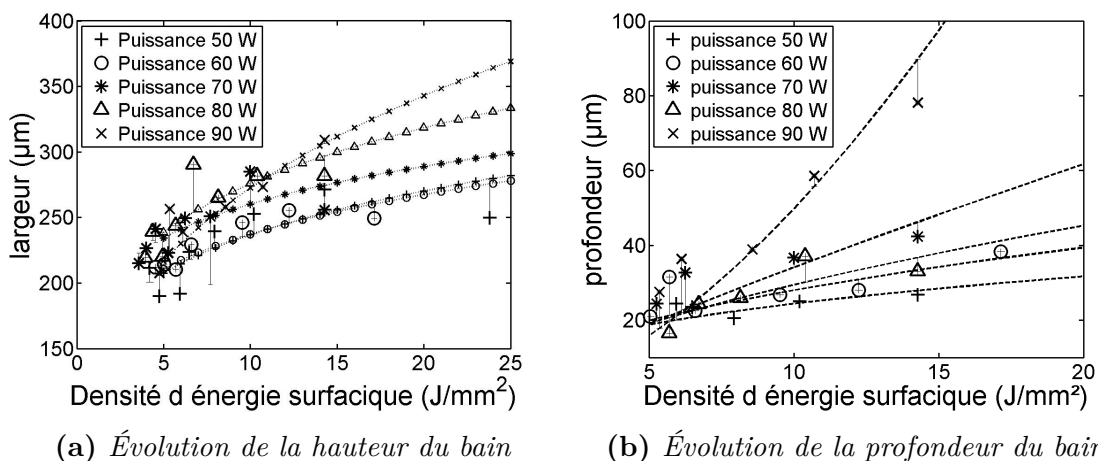 400
350
300
250
200
150
largeur (µm)
Puissance 50 W
Puissance 60 W
Puissance 70 W
Puissance 80 W
Puissance 90 W
0 5 10 15 20 25
Densité d énergie surfacique (J/mm²)
(a) Évolution de la hauteur du bain
100
80
60
40
20
profondeur (µm)
puissance 50 W
puissance 60 W
puissance 70 W
puissance 80 W
puissance 90 W
5 10 15 20
Densité d énergie surfacique (J/mm²)
(b) Évolution de la profondeur du bain